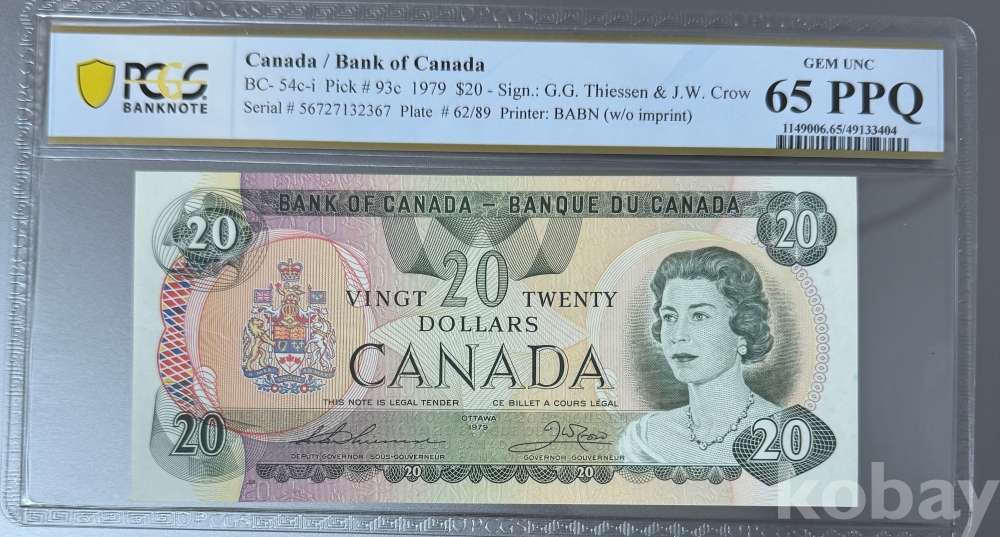 Canada / Bank of Canada
BC- 54c-i Pick # 93c 1979 $20 - Sign.: G.G. Thiessen & J.W. Crow
Serial # 56727132367 Plate # 62/89 Printer: BABN (w/o imprint)
PCGS
BANKNOTE
GEM UNC
65 PPQ
1149006.65/49133404
BANK OF CANADA – BANQUE DU CANADA
20
20
VINGT 20 TWENTY
DOLLARS
CANADA
THIS NOTE IS LEGAL TENDER CE BILLET A COURS LÉGAL
OTTAWA
1979
20
20
DEPUTY-GOVERNOR SOUS-GOUVERNEUR
GOVERNOR GOUVERNEUR
20
20
kobay